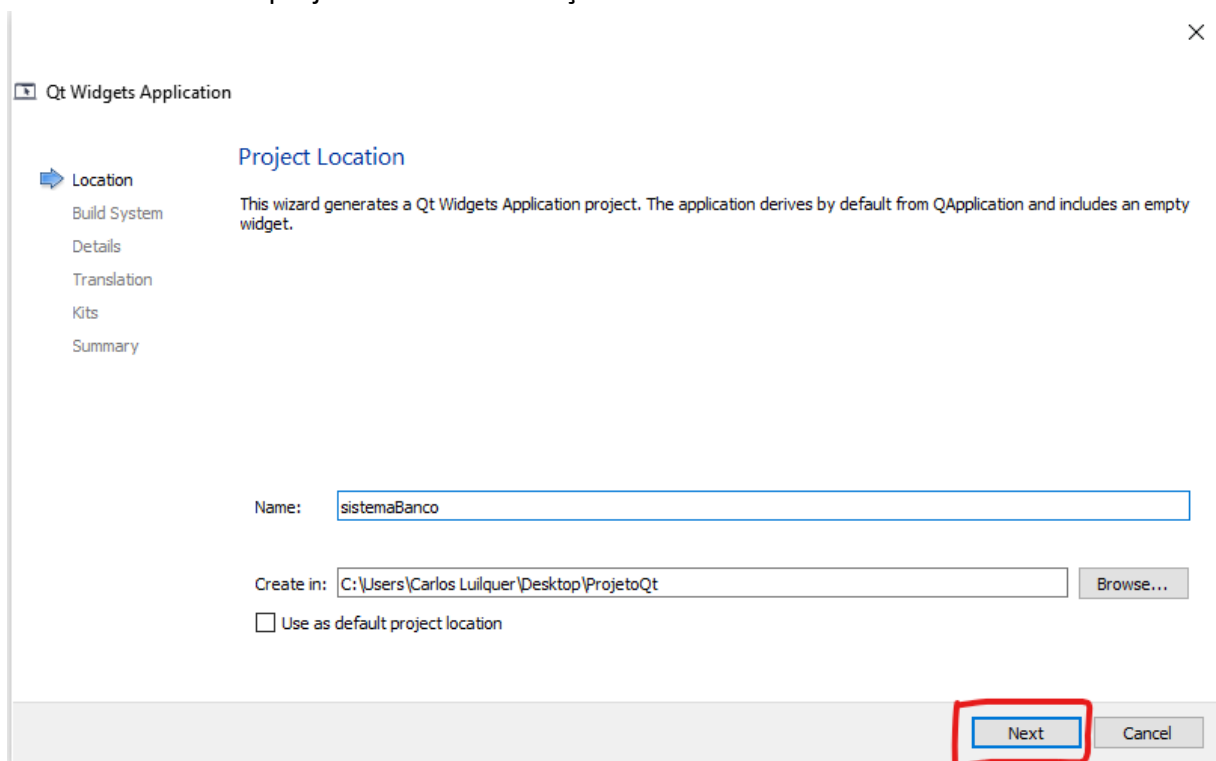 Qt Widgets Application
Project Location
Location
Build System
Details
Translation
Kits
Summary
This wizard generates a Qt Widgets Application project. The application derives by default from QApplication and includes an empty
widget.
Name: sistemaBanco
Create in: C:\Users\Carlos Luilquer\Desktop\ProjetoQt Browse...
Use as default project location
Next Cancel